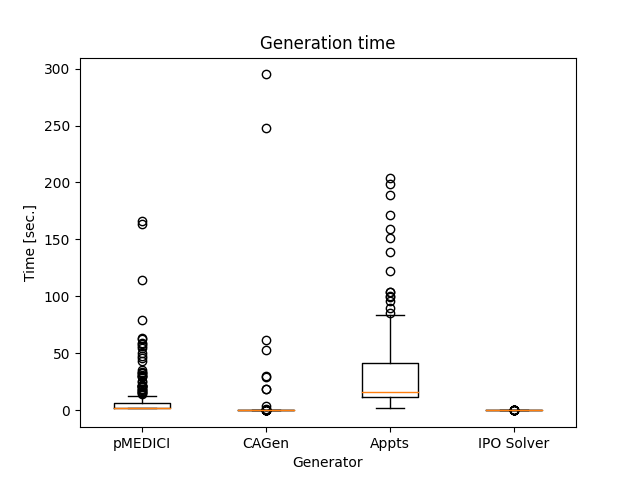 Generation time
Time [sec.]
300
250
200
150
100
50
0
pMEDICI CAGen Appts IPO Solver
Generator